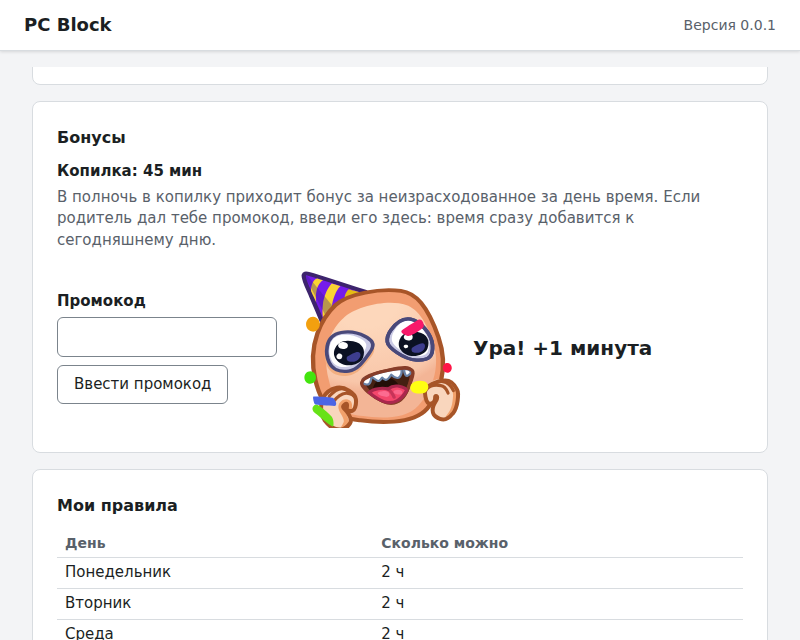 PC Block
Версия 0.0.1
Бонусы
Копилка: 45 мин
В полночь в копилку приходит бонус за неизрасходованное за день время. Если
родитель дал тебе промокод, введи его здесь: время сразу добавится к
сегодняшнему дню.
Промокод
Ввести промокод
Ура! +1 минута
Мои правила
День Сколько можно
Понедельник 2 ч
Вторник 2 ч
Среда 2 ч